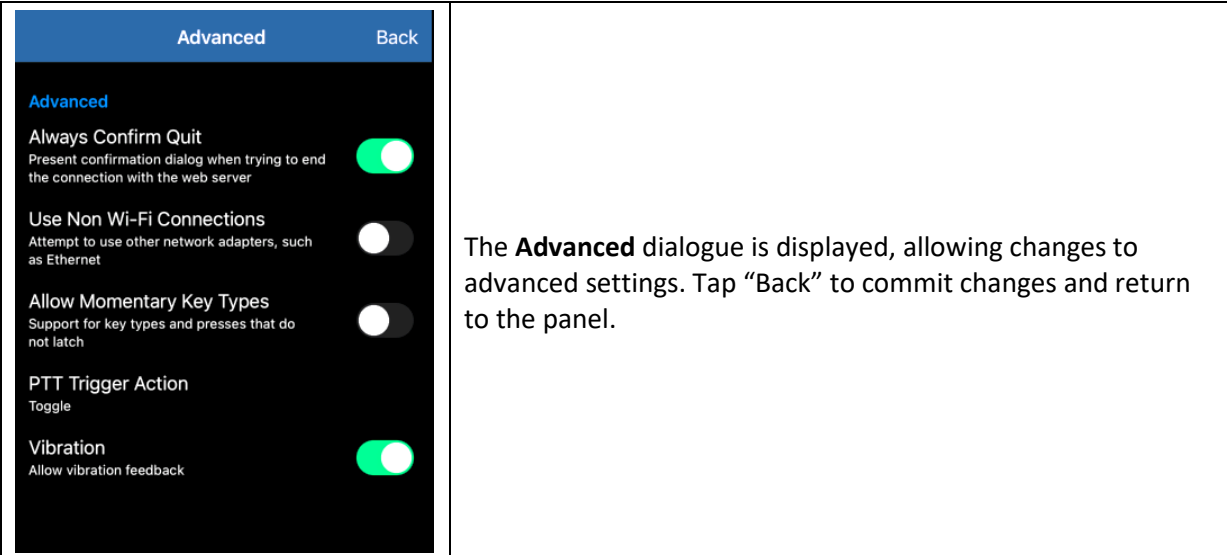 Advanced Back
Advanced
Always Confirm Quit
Present confirmation dialog when trying to end
the connection with the web server
Use Non Wi-Fi Connections
Attempt to use other network adapters, such
as Ethernet
Allow Momentary Key Types
Support for key types and presses that do
not latch
PTT Trigger Action
Toggle
Vibration
Allow vibration feedback
The Advanced dialogue is displayed, allowing changes to
advanced settings. Tap “Back” to commit changes and return
to the panel.